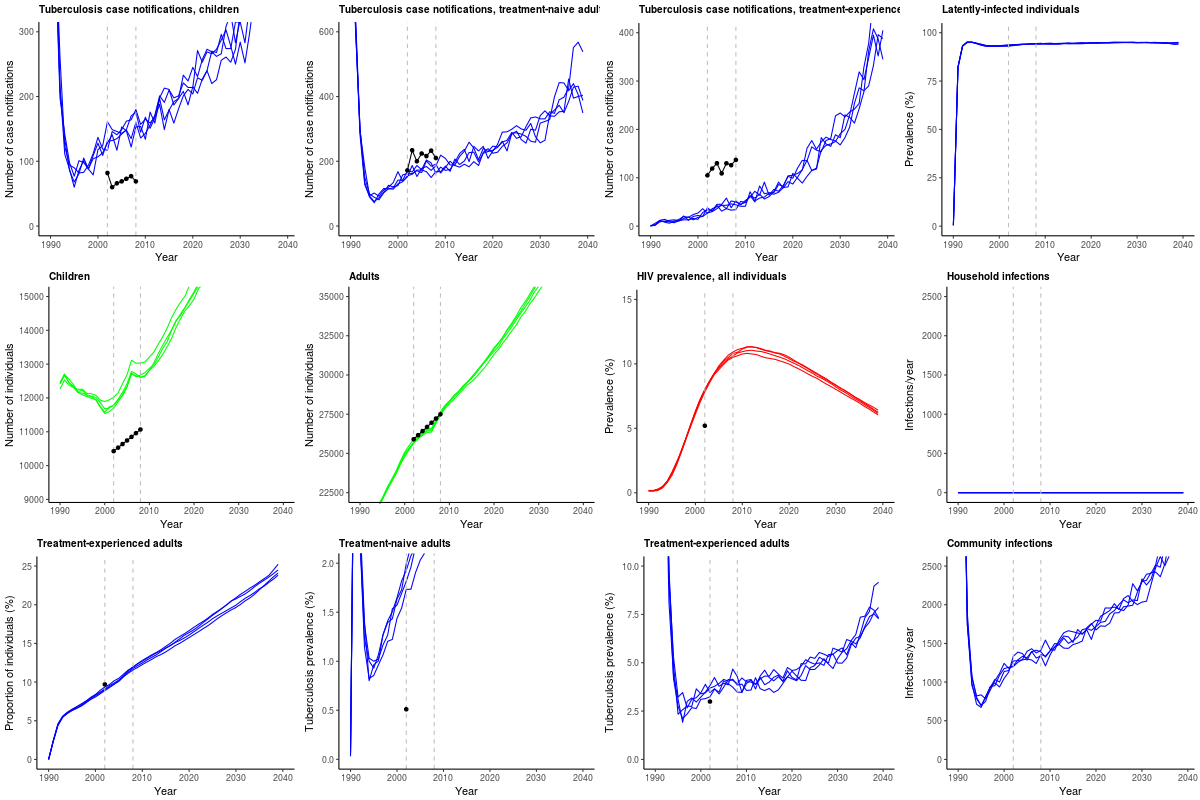 Tuberculosis case notifications, children
Number of case notifications
300
200
100
0
1990 2000 2010 2020 2030 2040
Year
Tuberculosis case notifications, treatment-naive adul
Number of case notifications
600
400
200
0
1990 2000 2010 2020 2030 2040
Year
Tuberculosis case notifications, treatment-experience
Number of case notifications
400
300
200
100
0
1990 2000 2010 2020 2030 2040
Year
Latently-infected individuals
Prevalence (%)
100
75
50
25
0
1990 2000 2010 2020 2030 2040
Year
Children
Number of individuals
15000
14000
13000
12000
11000
10000
9000
1990 2000 2010 2020 2030 2040
Year
Adults
Number of individuals
35000
32500
30000
27500
25000
22500
1990 2000 2010 2020 2030 2040
Year
HIV prevalence, all individuals
Prevalence (%)
15
10
5
0
1990 2000 2010 2020 2030 2040
Year
Household infections
Infections/year
2500
2000
1500
1000
500
0
1990 2000 2010 2020 2030 2040
Year
Treatment-experienced adults
Proportion of individuals (%)
25
20
15
10
5
0
1990 2000 2010 2020 2030 2040
Year
Treatment-naive adults
Tuberculosis prevalence (%)
2.0
1.5
1.0
0.5
0.0
1990 2000 2010 2020 2030 2040
Year
Treatment-experienced adults
Tuberculosis prevalence (%)
10.0
7.5
5.0
2.5
0.0
1990 2000 2010 2020 2030 2040
Year
Community infections
Infections/year
2500
2000
1500
1000
500
0
1990 2000 2010 2020 2030 2040
Year